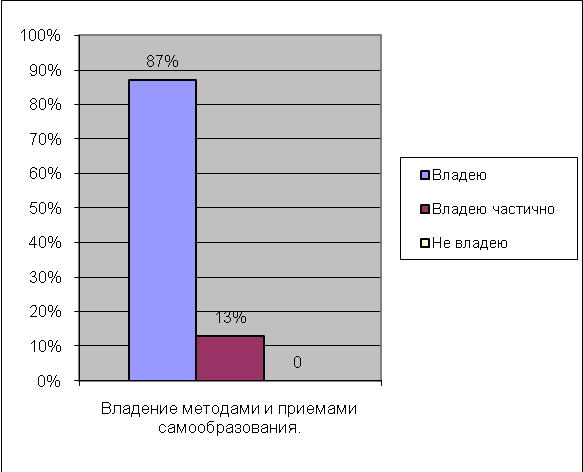 100%
90%
80%
70%
60%
50%
40%
30%
20%
10%
0%
87%
13%
0
Владение методами и приемами
самообразования.
Владею
Владею частично
Не владею